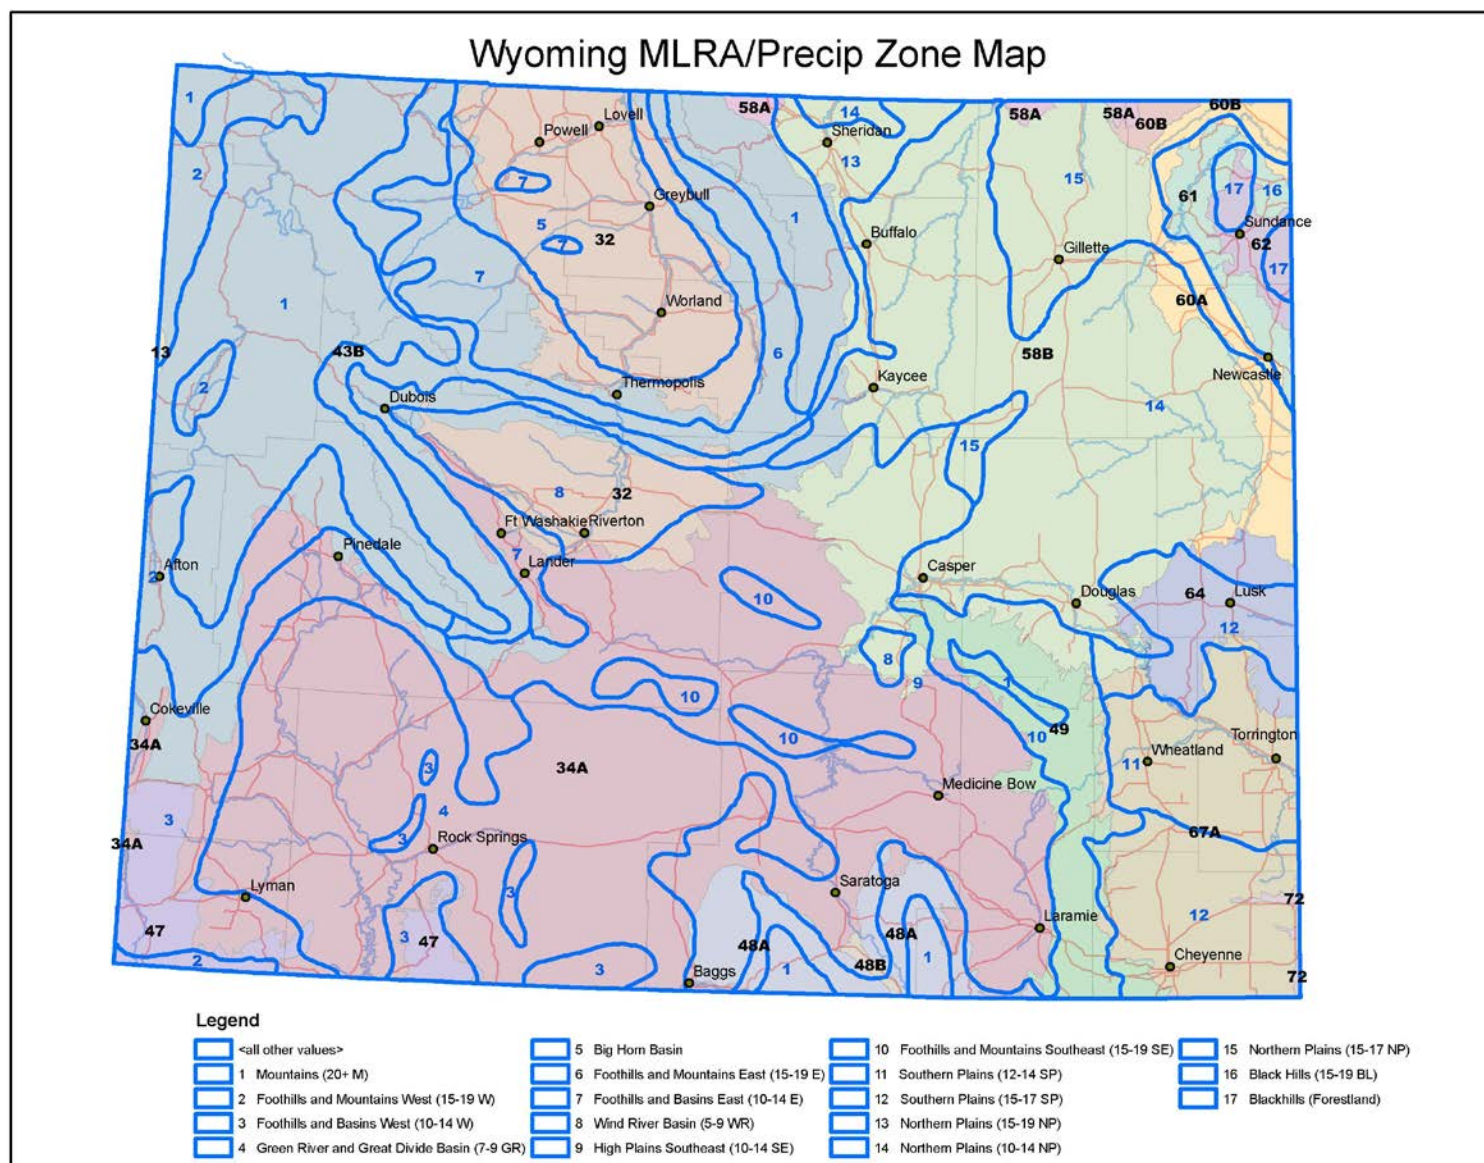 Wyoming MLRA/Precip Zone Map
1
58A
14
58A
58A
60B
60B
Lovell
Powell
Sheridan
13
2
7
15
61
17
16
Greybull
1
5
7
32
Buffalo
Sundance
62
Gillette
17
7
1
Worland
60A
13
43B
6
58B
2
Thermopolis
Kaycee
Newcastle
Dubois
14
15
8
32
Ft Washakie
Riverton
Pinedale
7
Lander
2
Afton
Casper
10
Douglas
64
Lusk
12
8
9
1
10
Cokeville
34A
10
10
49
Torrington
Wheatland
11
3
34A
Medicine Bow
4
3
34A
3
Rock Springs
67A
Lyman
3
Saratoga
72
Laramie
12
47
3
47
48A
48A
2
3
Baggs
1
48B
1
Cheyenne
72
Legend
<all other values>
1 Mountains (20+ M)
2 Foothills and Mountains West (15-19 W)
3 Foothills and Basins West (10-14 W)
4 Green River and Great Divide Basin (7-9 GR)
5 Big Horn Basin
6 Foothills and Mountains East (15-19 E)
7 Foothills and Basins East (10-14 E)
8 Wind River Basin (5-9 WR)
9 High Plains Southeast (10-14 SE)
10 Foothills and Mountains Southeast (15-19 SE)
11 Southern Plains (12-14 SP)
12 Southern Plains (15-17 SP)
13 Northern Plains (15-19 NP)
14 Northern Plains (10-14 NP)
15 Northern Plains (15-17 NP)
16 Black Hills (15-19 BL)
17 Blackhills (Forestland)